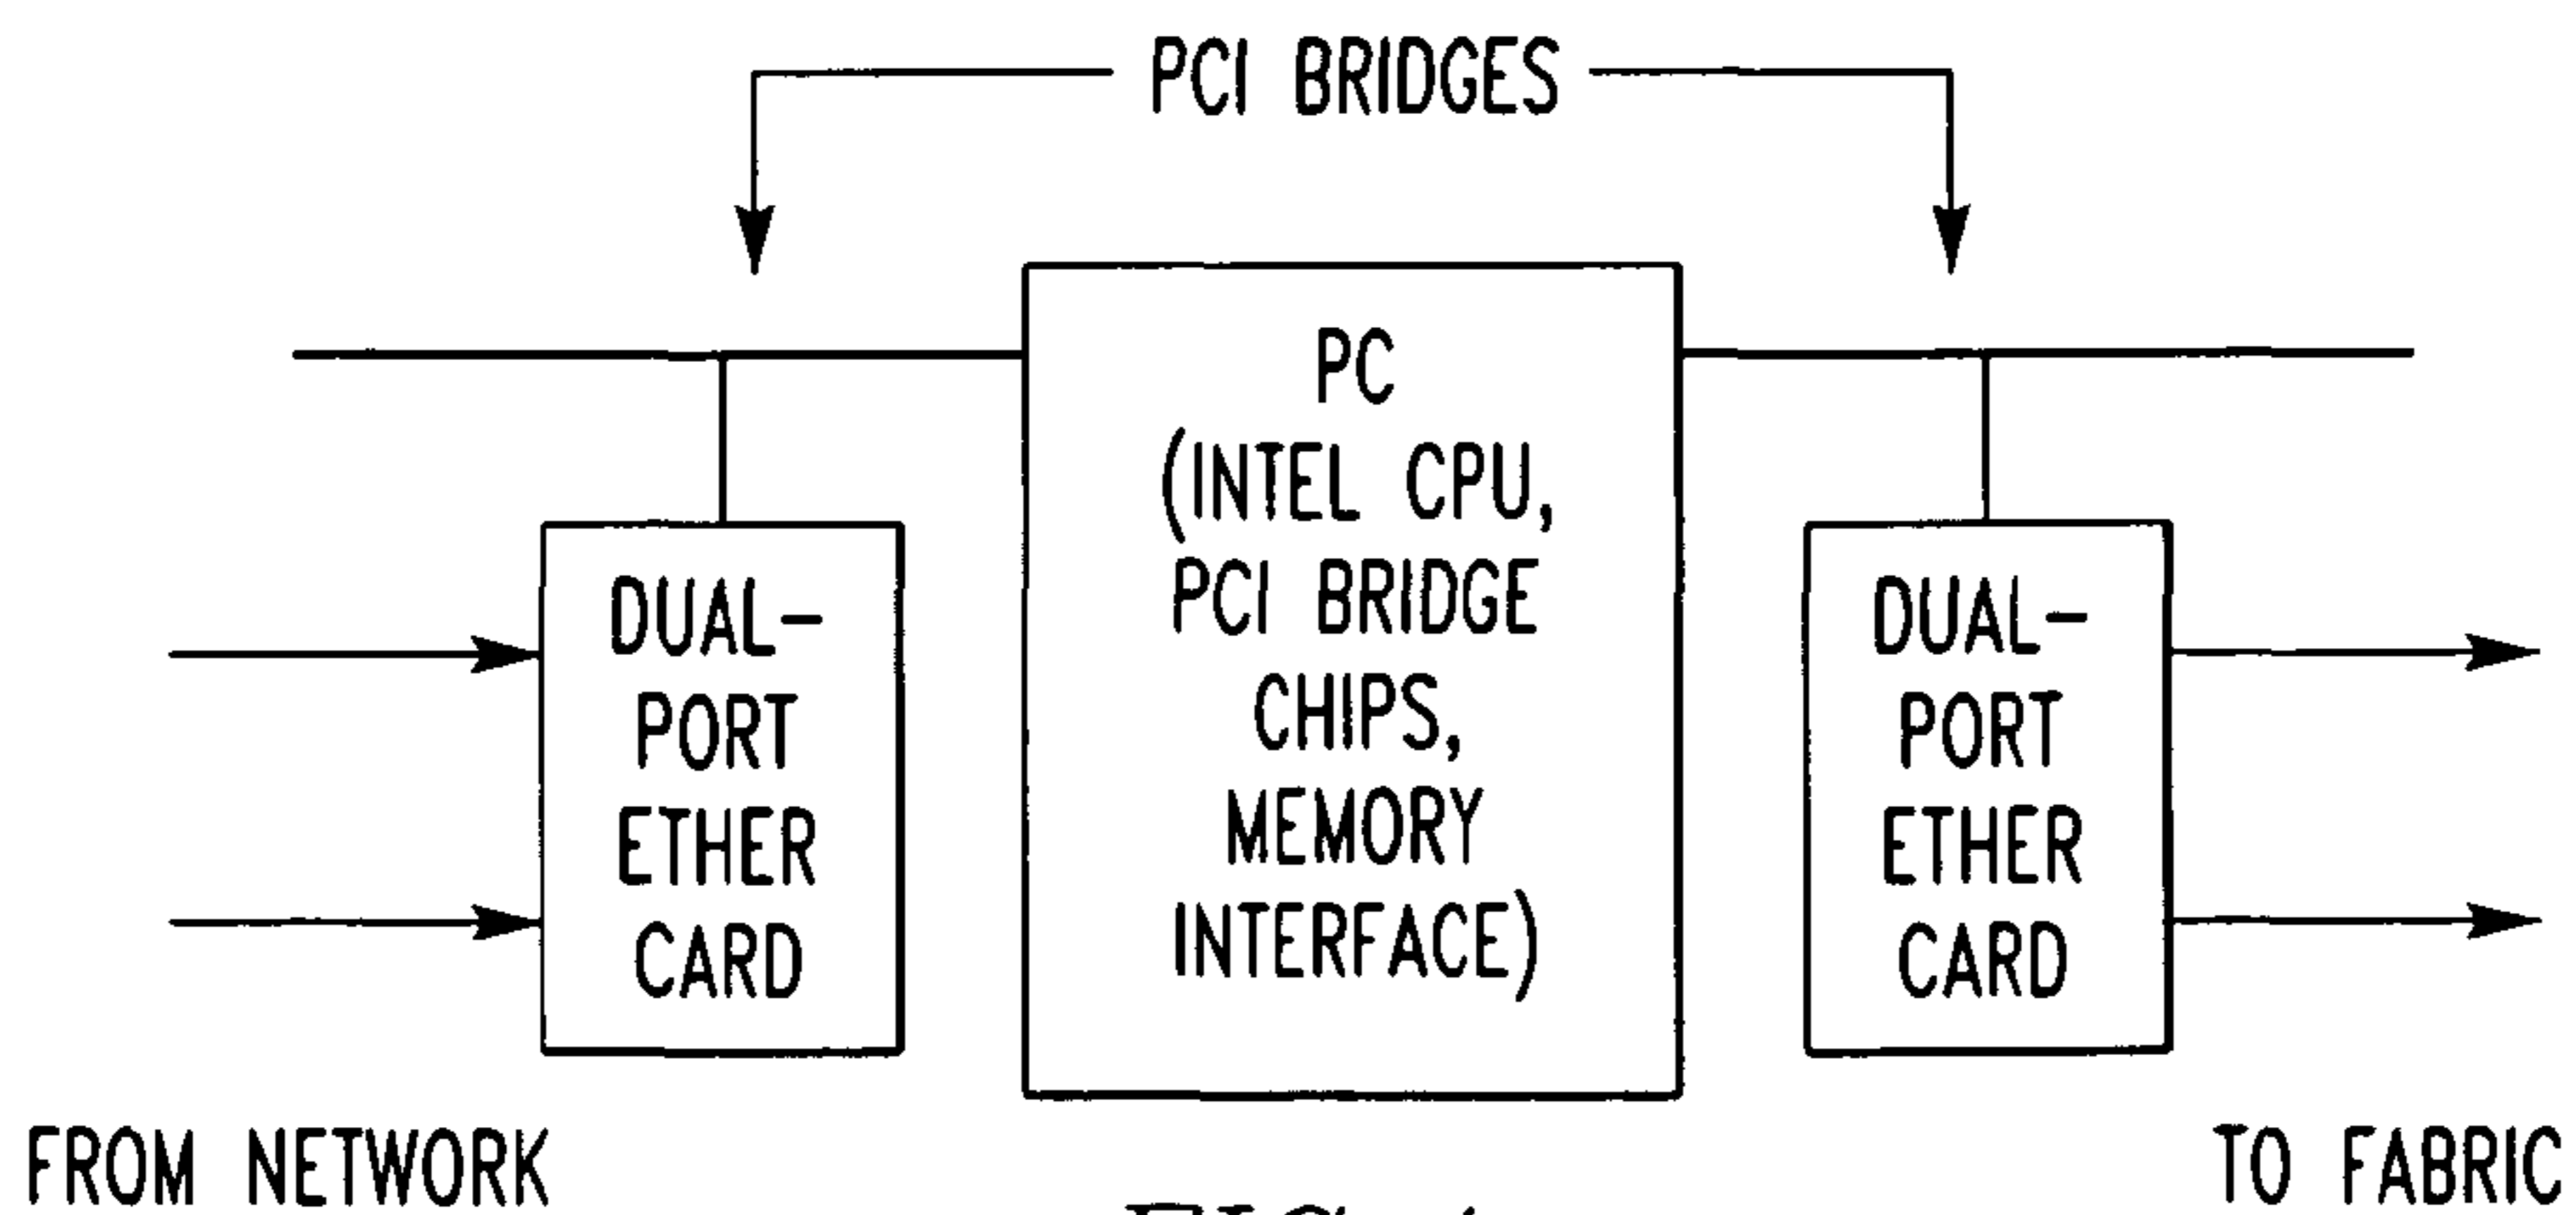 PCI BRIDGES
PC
(INTEL CPU,
PCI BRIDGE
CHIPS,
MEMORY
INTERFACE)
DUAL-
PORT
ETHER
CARD
DUAL-
PORT
ETHER
CARD
FROM NETWORK
TO FABRIC